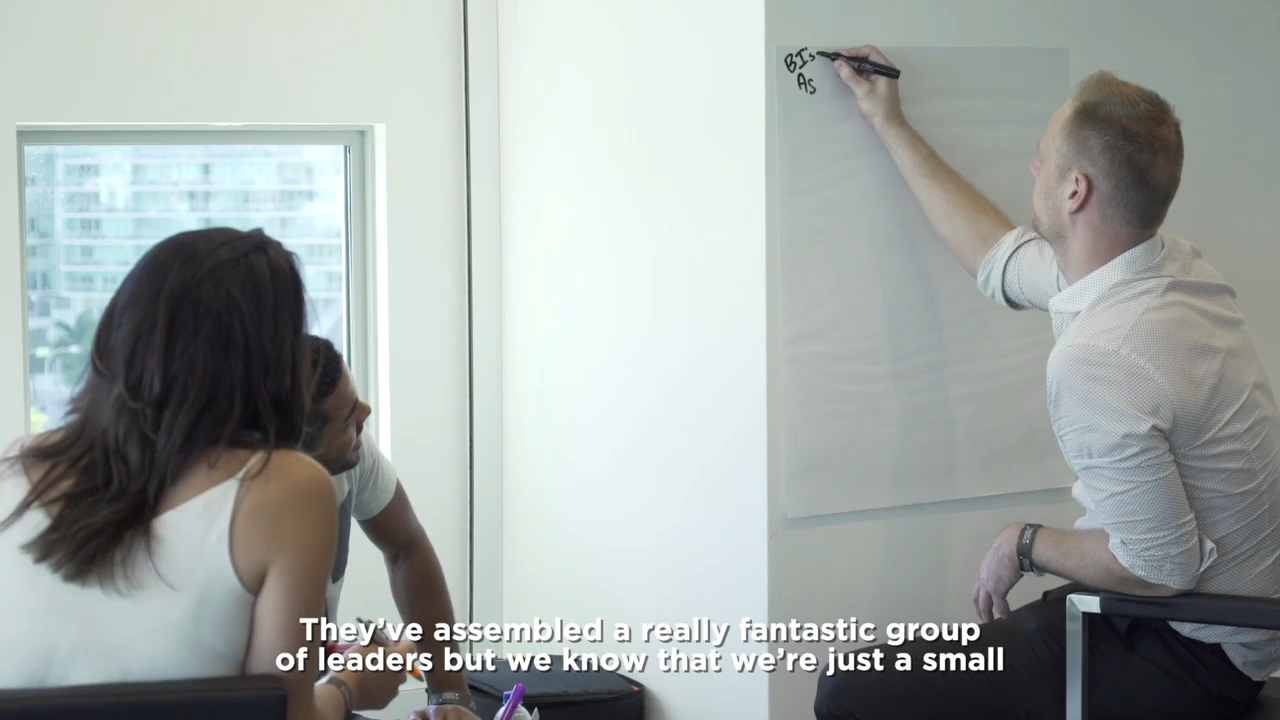 BI's
As
They've assembled a really fantastic group
of leaders but we know that we're just a small